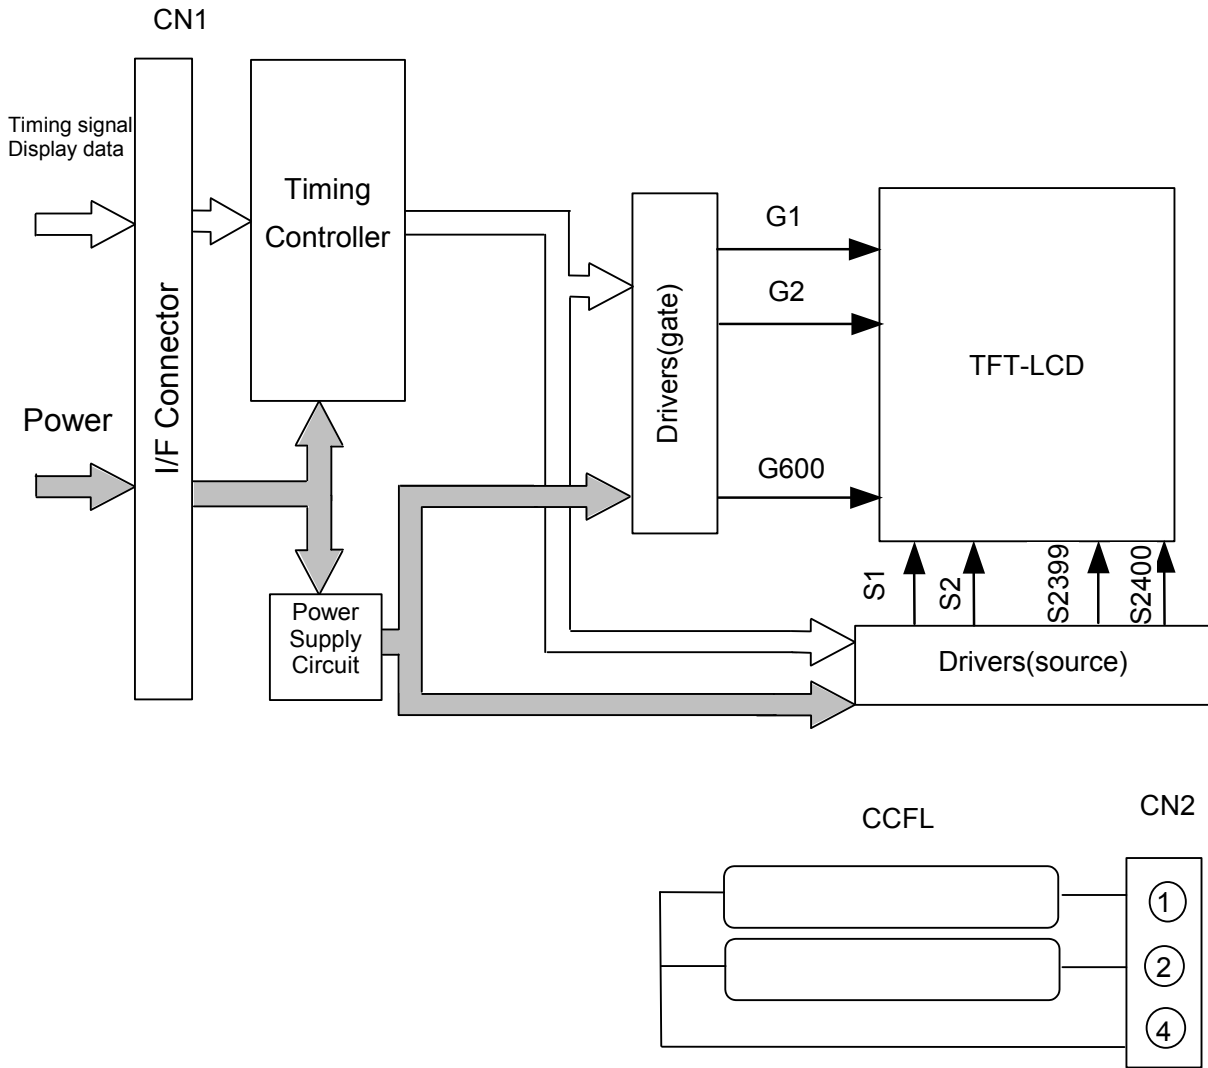 CN1
Timing signal
Display data
Power
I/F Connector
Timing
Controller
Power
Supply
Circuit
Drivers(gate)
G1
G2
G600
TFT-LCD
S1
S2
S2399
S2400
Drivers(source)
CCFL
CN2
1
2
4